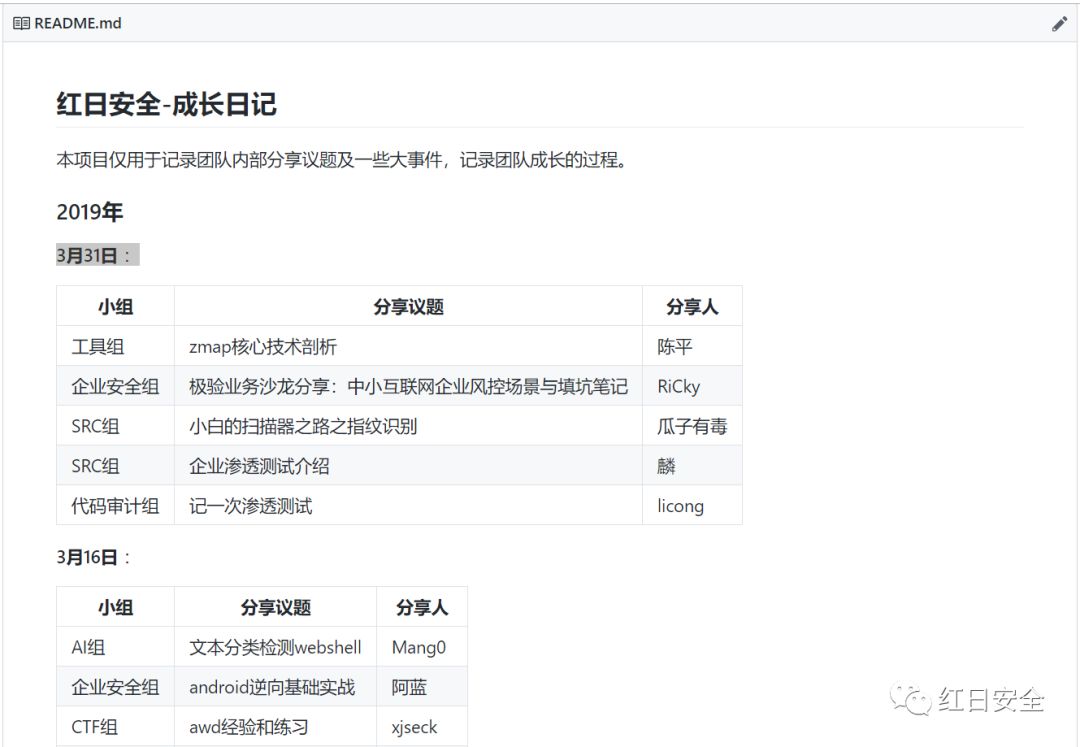 README.md
红日安全-成长日记
本项目仅用于记录团队内部分享议题及一些大事件，记录团队成长的过程。
2019年
3月31日：
小组 分享议题 分享人
工具组 zmap核心技术剖析 陈平
企业安全组 极验业务沙龙分享：中小互联网企业风控场景与填坑笔记 RiCky
SRC组 小白的扫描器之路之指纹识别 瓜子有毒
SRC组 企业渗透测试介绍 麟
代码审计组 记一次渗透测试 licong
3月16日：
小组 分享议题 分享人
AI组 文本分类检测webshell Mang0
企业安全组 android逆向基础实战 阿蓝
CTF组 awd经验和练习 xjseck
红日安全